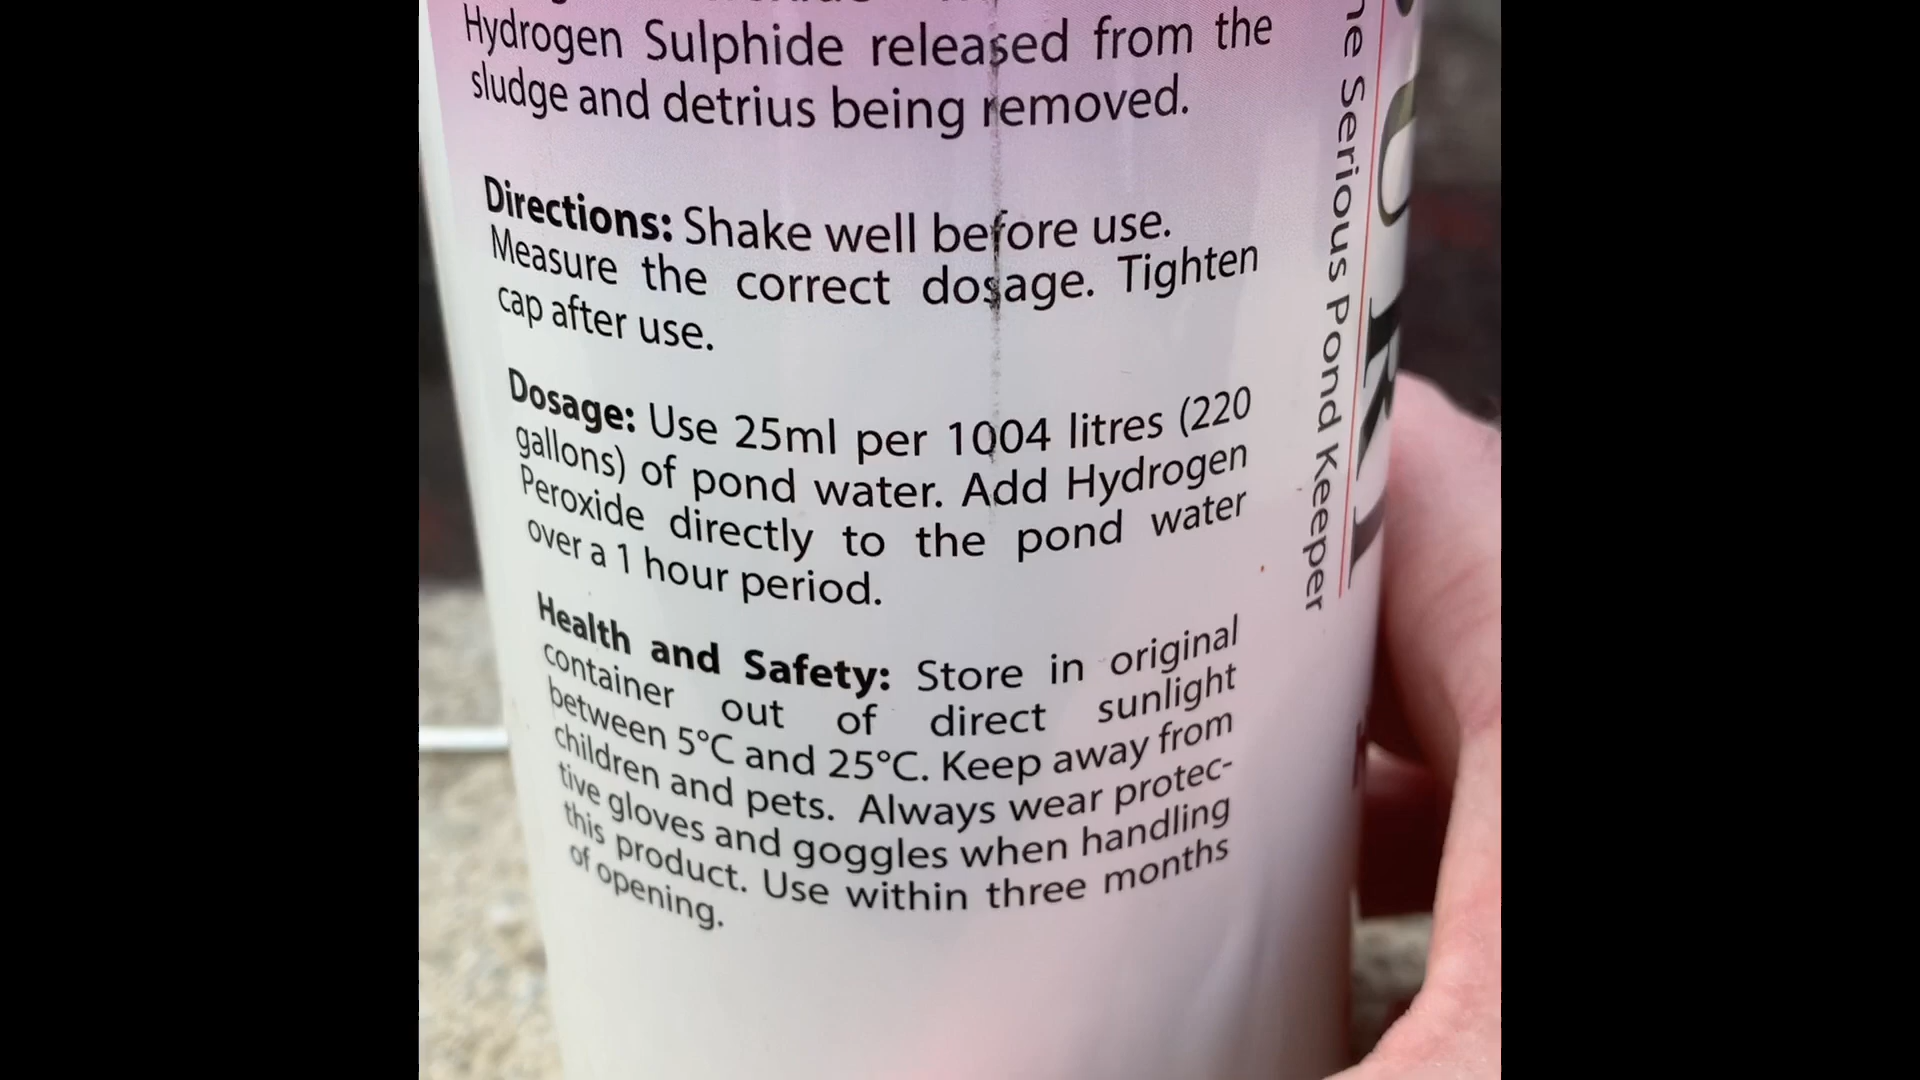 Hydrogen Sulphide released from the
sludge and detrius being removed.
Directions: Shake well before use.
Measure the correct dosage. Tighten
cap after use.
Dosage: Use 25ml per 1004 litres (220
gallons) of pond water. Add Hydrogen
Peroxide directly to the pond water
over a 1 hour period.
Health and Safety: Store in original
container out of direct sunlight
between 5°C and 25°C. Keep away from
children and pets. Always wear protec-
tive gloves and goggles when handling
this product. Use within three months
of opening.
Serious Pond Keeper